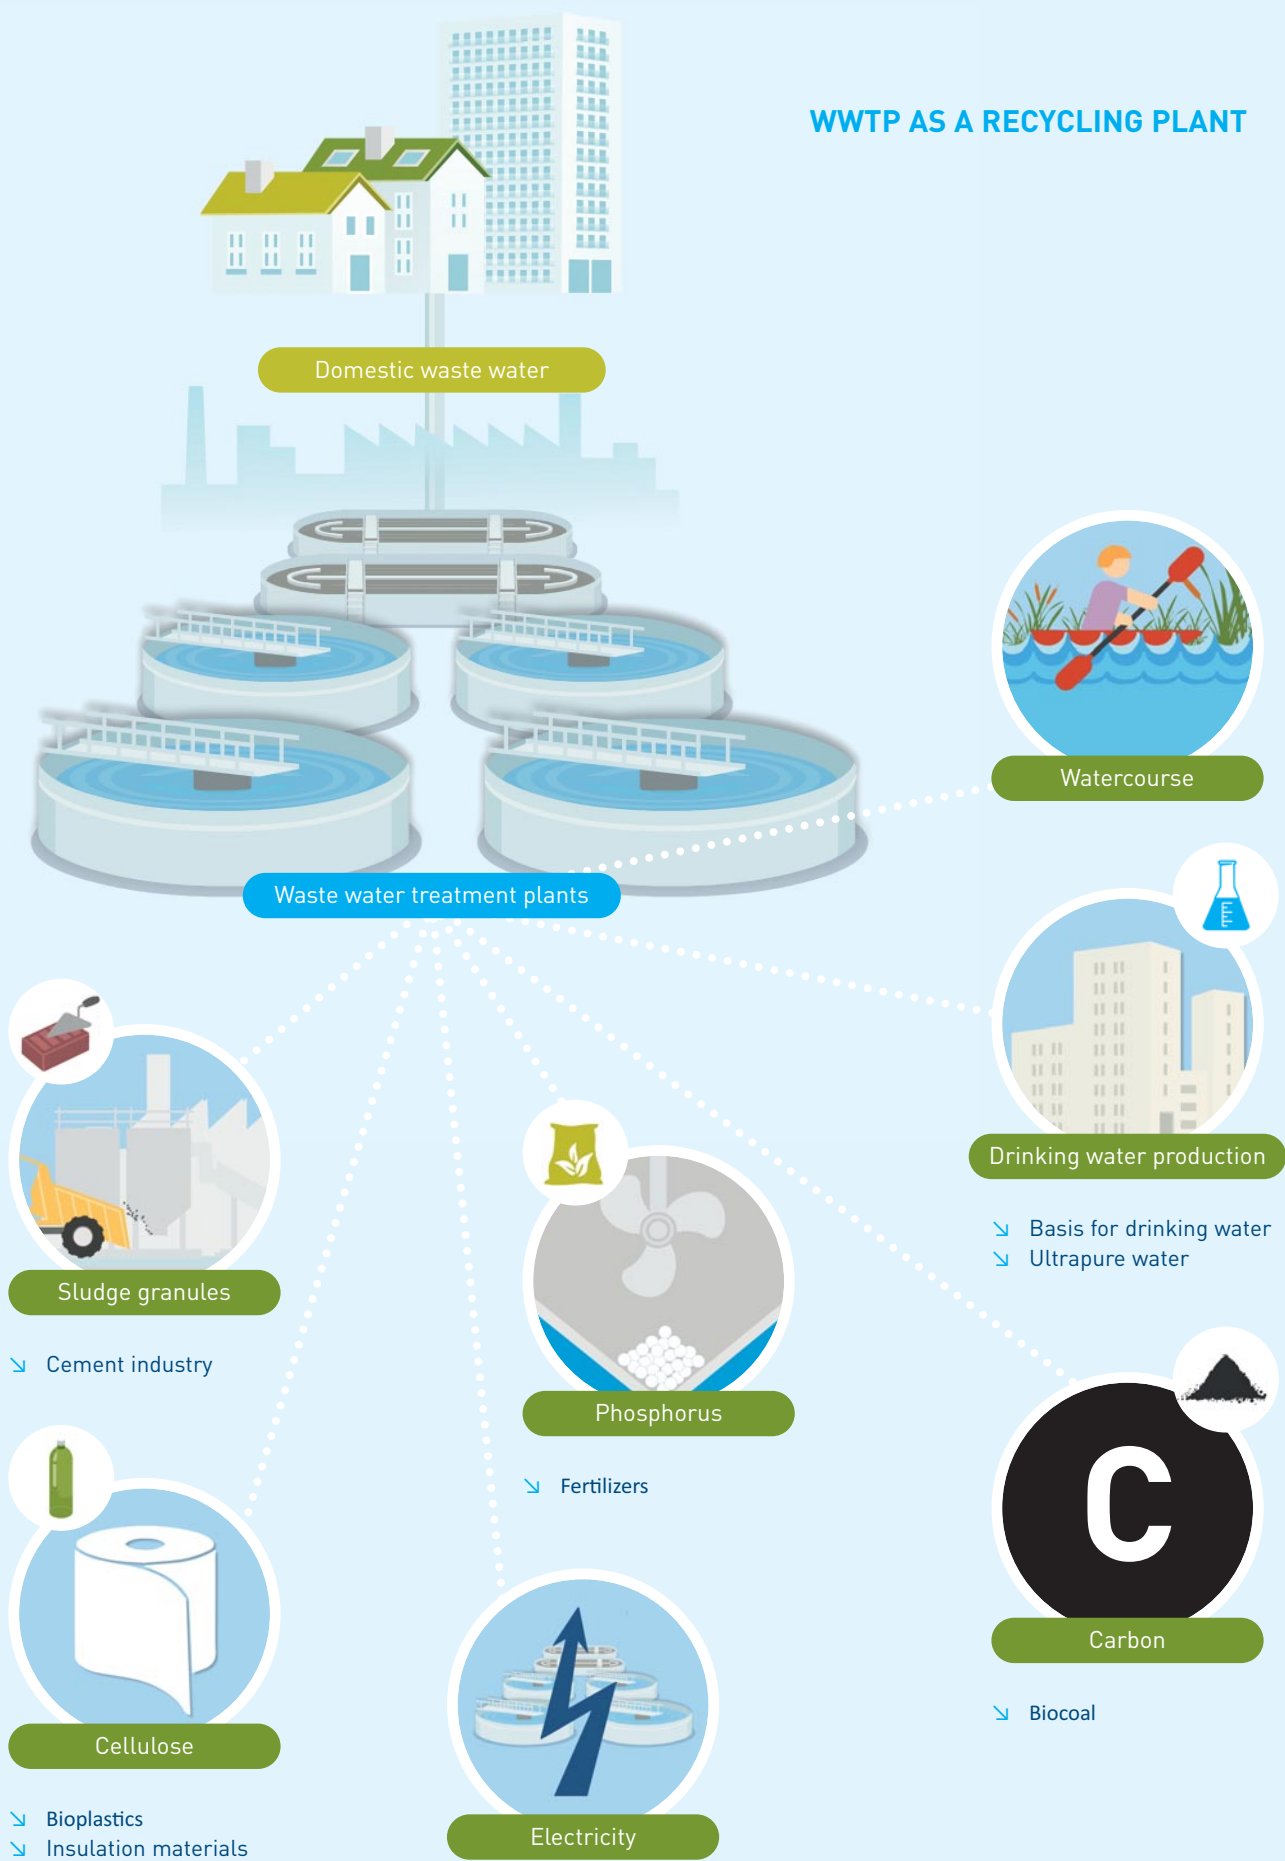 WWTP AS A RECYCLING PLANT
Domestic waste water
Watercourse
Waste water treatment plants
Drinking water production
↘ Basis for drinking water
↘ Ultrapure water
Sludge granules
↘ Cement industry
Phosphorus
↘ Fertilizers
C
Carbon
↘ Biocoal
Cellulose
↘ Bioplastics
↘ Insulation materials
Electricity